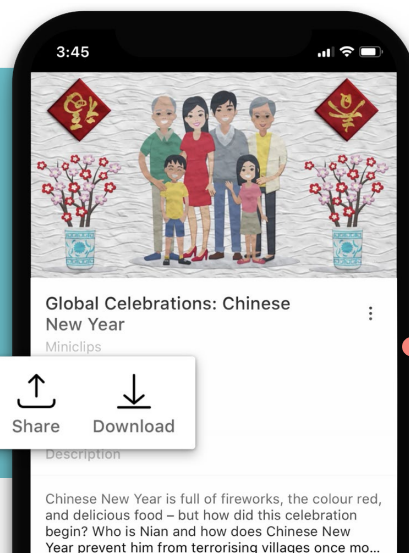 3:45
Global Celebrations: Chinese
New Year
Miniclips
Share
Download
Description
Chinese New Year is full of fireworks, the colour red,
and delicious food – but how did this celebration
begin? Who is Nian and how does Chinese New
Year prevent him from terrorising villages once mo...